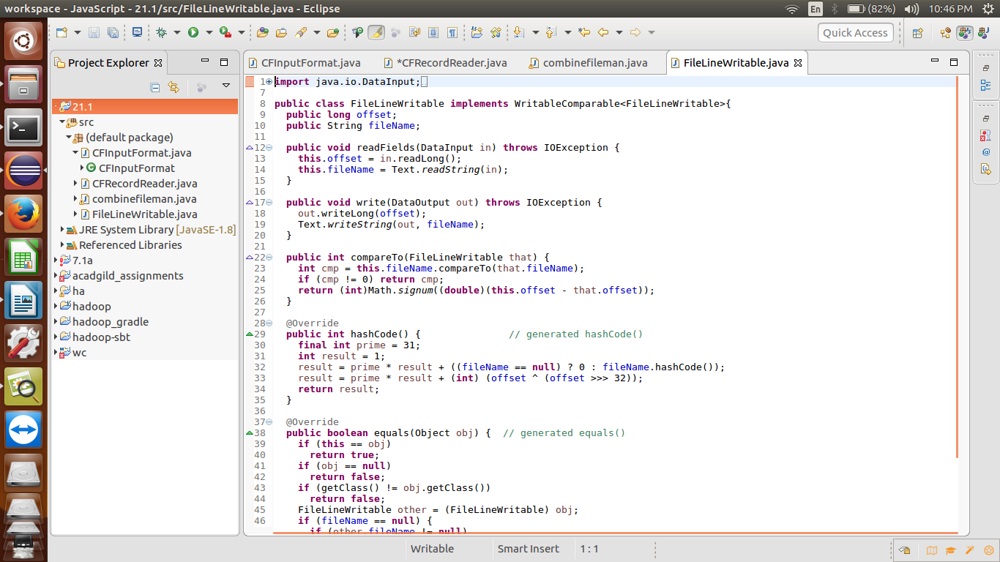 workspace - JavaScript - 21.1/src/FileLineWritable.java - Eclipse
En
(82%)
10:46 PM
Quick Access
Project Explorer
CFInputFormat.java
*CFRecordReader.java
combinefileman.java
FileLineWritable.java
21.1
src
(default package)
CFInputFormat.java
CFInputFormat
CFRecordReader.java
combinefileman.java
FileLineWritable.java
JRE System Library [JavaSE-1.8]
Referenced Libraries
7.1a
acadgild_assignments
ha
hadoop
hadoop_gradle
hadoop-sbt
wc
1 import java.io.DataInput;
7
8 public class FileLineWritable implements WritableComparable<FileLineWritable>{
9   public long offset;
10   public String fileName;
11
12   public void readFields(DataInput in) throws IOException {
13     this.offset = in.readLong();
14     this.fileName = Text.readString(in);
15   }
16
17   public void write(DataOutput out) throws IOException {
18     out.writeLong(offset);
19     Text.writeString(out, fileName);
20   }
21
22   public int compareTo(FileLineWritable that) {
23     int cmp = this.fileName.compareTo(that.fileName);
24     if (cmp != 0) return cmp;
25     return (int)Math.signum((double)(this.offset - that.offset));
26   }
27
28   @Override
29   public int hashCode() {               // generated hashCode()
30     final int prime = 31;
31     int result = 1;
32     result = prime * result + ((fileName == null) ? 0 : fileName.hashCode());
33     result = prime * result + (int) (offset ^ (offset >>> 32));
34     return result;
35   }
36
37   @Override
38   public boolean equals(Object obj) {  // generated equals()
39     if (this == obj)
40       return true;
41     if (obj == null)
42       return false;
43     if (getClass() != obj.getClass())
44       return false;
45     FileLineWritable other = (FileLineWritable) obj;
46     if (fileName == null) {
if (other.fileName != null)
Writable
Smart Insert
1 : 1